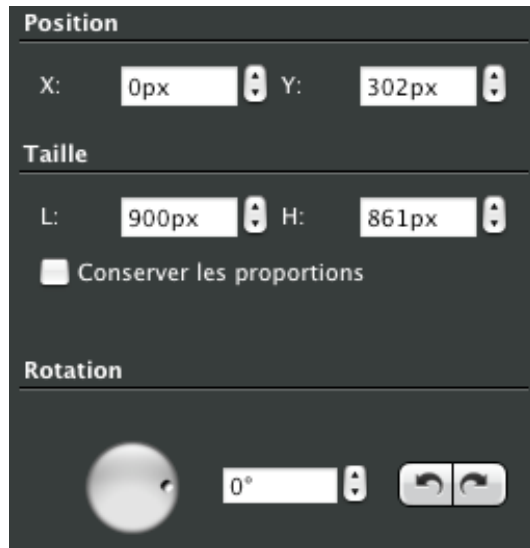 Position
X: 0px Y: 302px
Taille
L: 900px H: 861px
Conserver les proportions
Rotation
0°